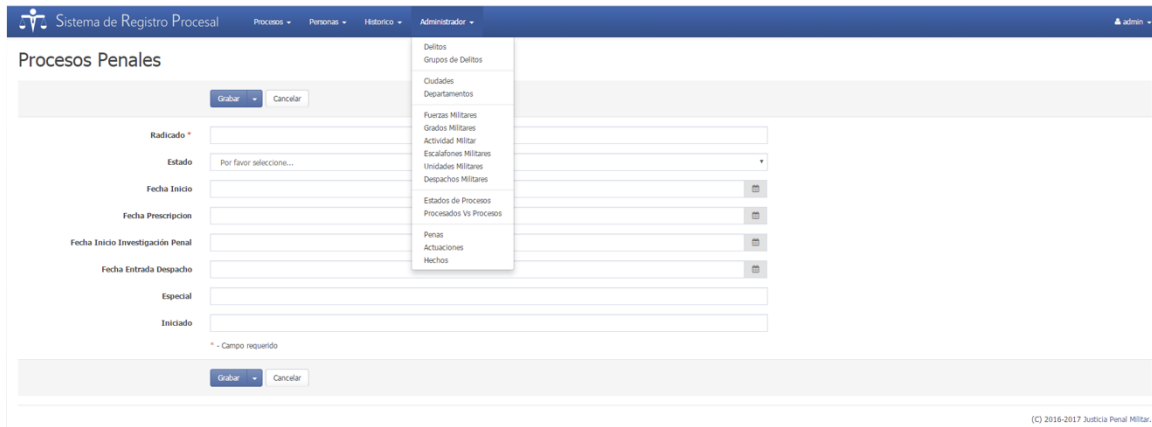 Sistema de Registro Procesal Procesos Personas Historico Administrador admin
Procesos Penales
Delitos
Grupos de Delitos
Ciudades
Departamentos
Fuerzas Militares
Grados Militares
Actividad Militar
Escalafones Militares
Unidades Militares
Despachos Militares
Estados de Procesos
Procesados Vs Procesos
Penas
Actuaciones
Hechos
Grabar Cancelar
Radicado *
Estado Por favor seleccione...
Fecha Inicio
Fecha Prescripcion
Fecha Inicio Investigación Penal
Fecha Entrada Despacho
Especial
Iniciado
* - Campo requerido
Grabar Cancelar
(C) 2016-2017 Justicia Penal Militar.